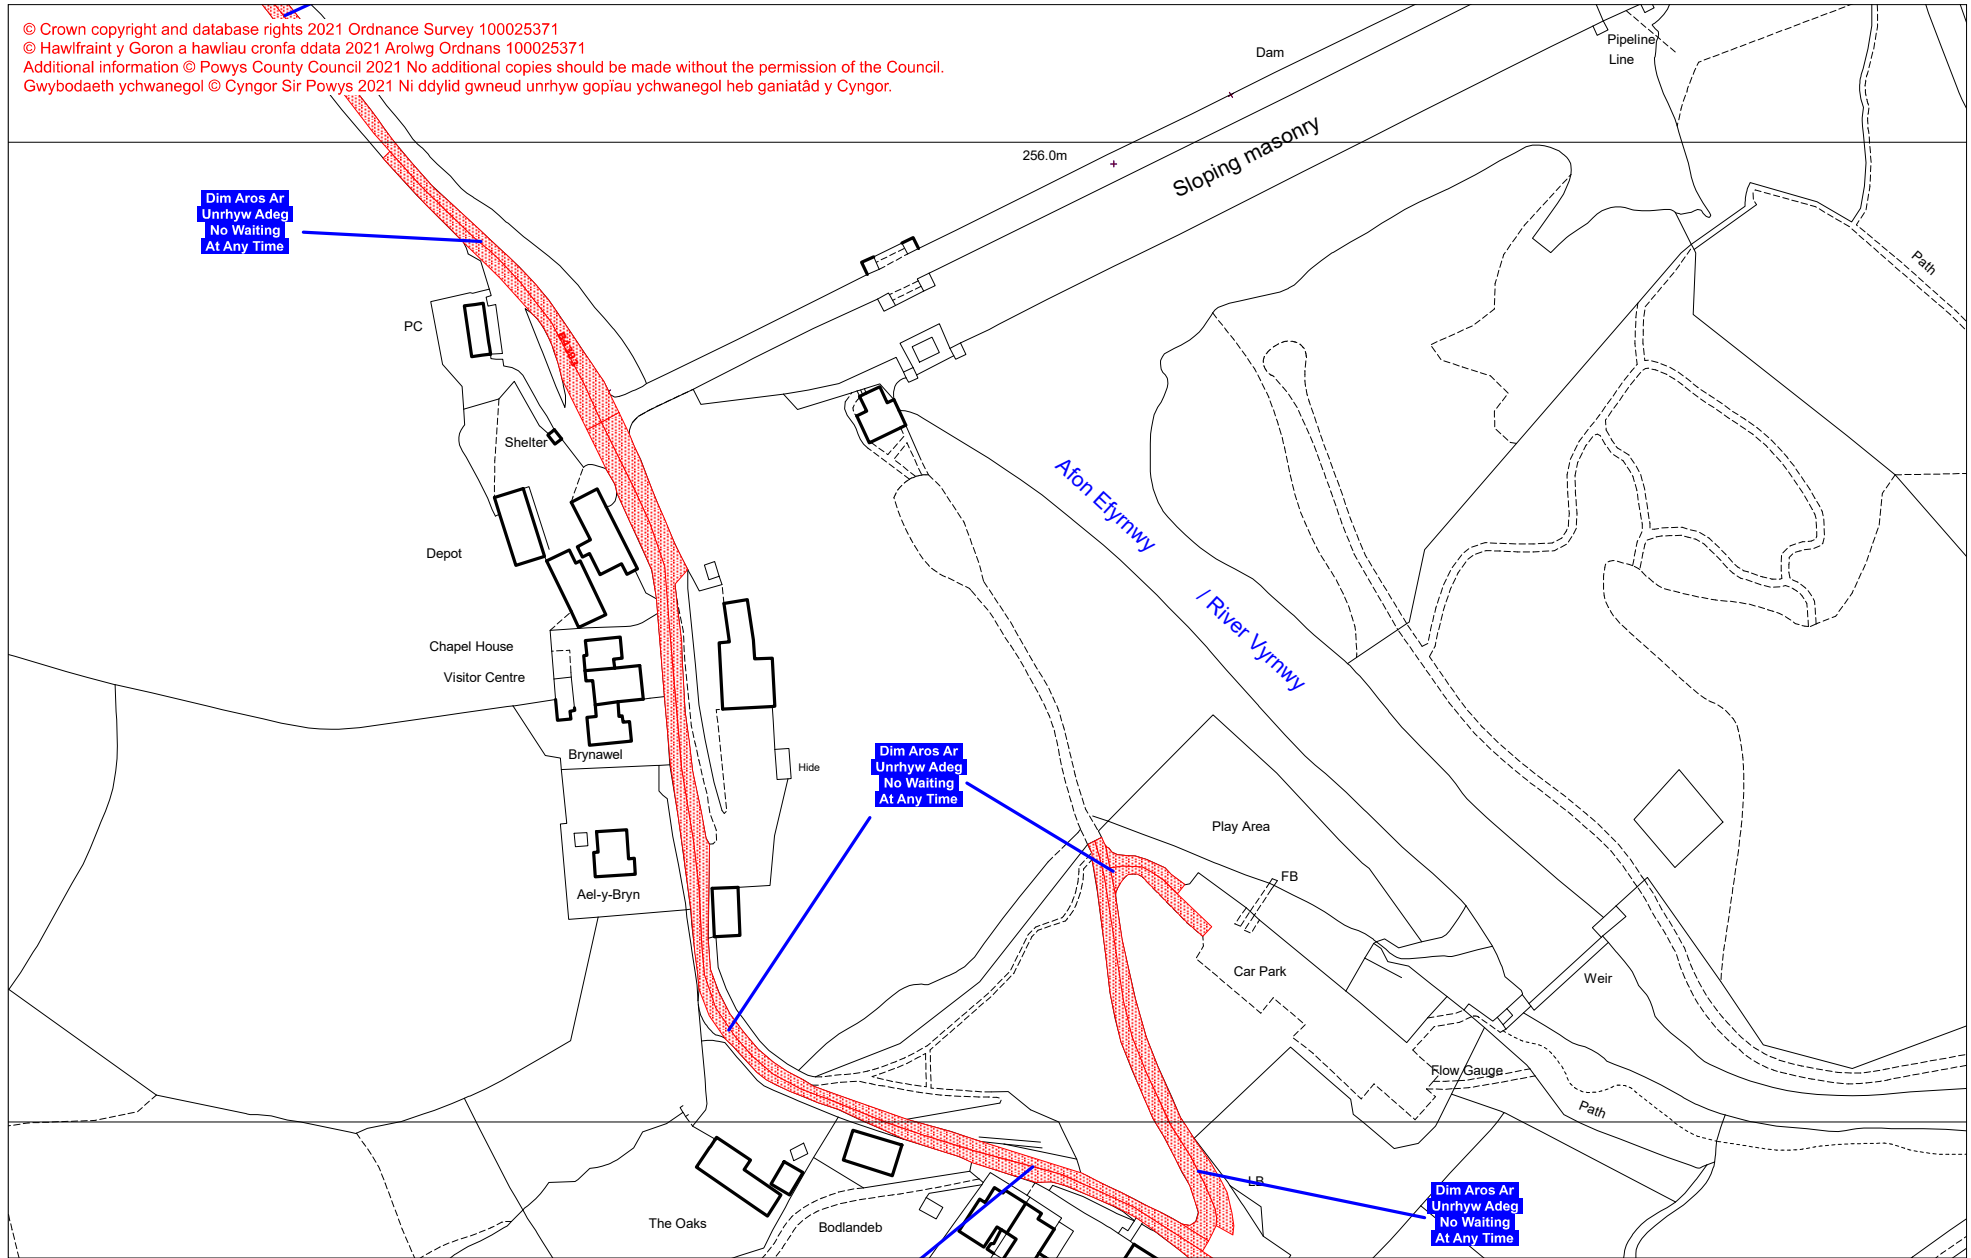 © Crown copyright and database rights 2021 Ordnance Survey 100025371
© Hawlfraint y Goron a hawliau cronfa ddata 2021 Arolwg Ordnans 100025371
Additional information © Powys County Council 2021 No additional copies should be made without the permission of the Council.
Gwybodaeth ychwanegol © Cyngor Sir Powys 2021 Ni ddylid gwneud unrhyw gopïau ychwanegol heb ganiatâd y Cyngor.
Dam
Pipeline
Line
256.0m
Sloping masonry
Dim Aros Ar
Unrhyw Adeg
No Waiting
At Any Time
Path
PC
Shelter
Afon Efyrnwy
/ River Vyrnwy
Depot
Chapel House
Visitor Centre
Brynawel
Hide
Dim Aros Ar
Unrhyw Adeg
No Waiting
At Any Time
Play Area
FB
Ael-y-Bryn
Car Park
Weir
Flow Gauge
Path
LB
Dim Aros Ar
Unrhyw Adeg
No Waiting
At Any Time
The Oaks
Bodlandeb